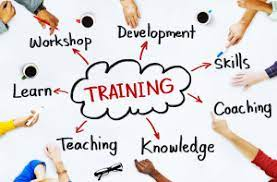 Development
Workshop
Skills
Learn
TRAINING
Coaching
Teaching
Knowledge